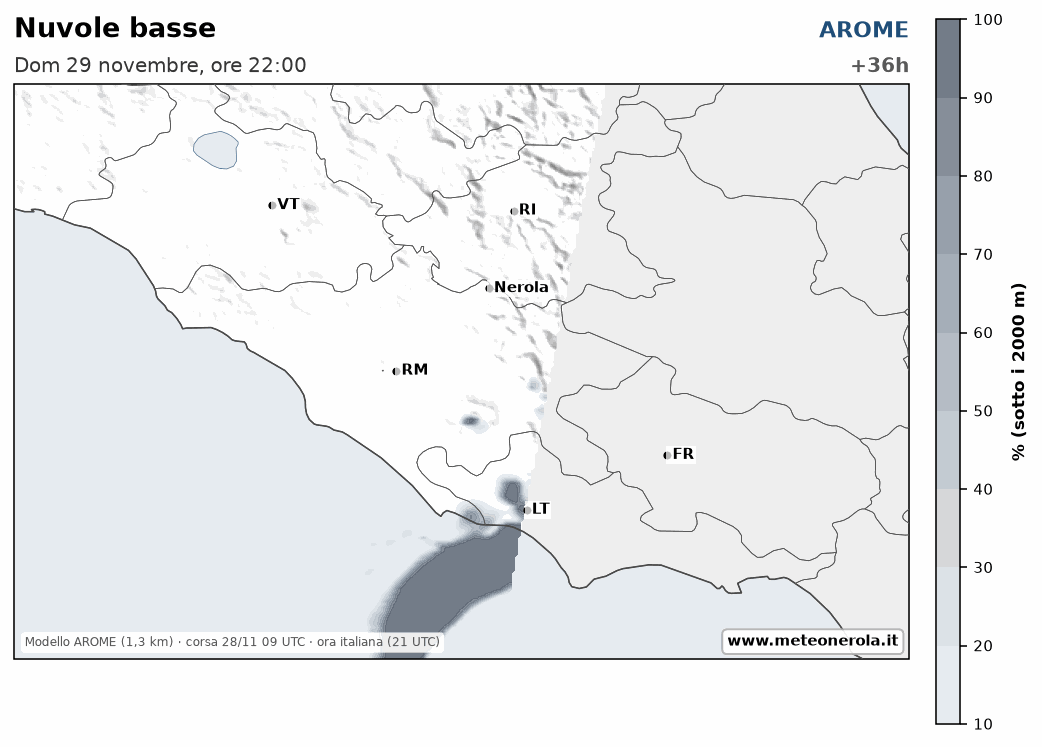 Nuvole basse
AROME
Dom 29 novembre, ore 22:00
+36h
VT
RI
Nerola
RM
FR
LT
Modello AROME (1,3 km) · corsa 28/11 09 UTC · ora italiana (21 UTC)
www.meteonerola.it
100
90
80
70
60
50
40
30
20
10
% (sotto i 2000 m)